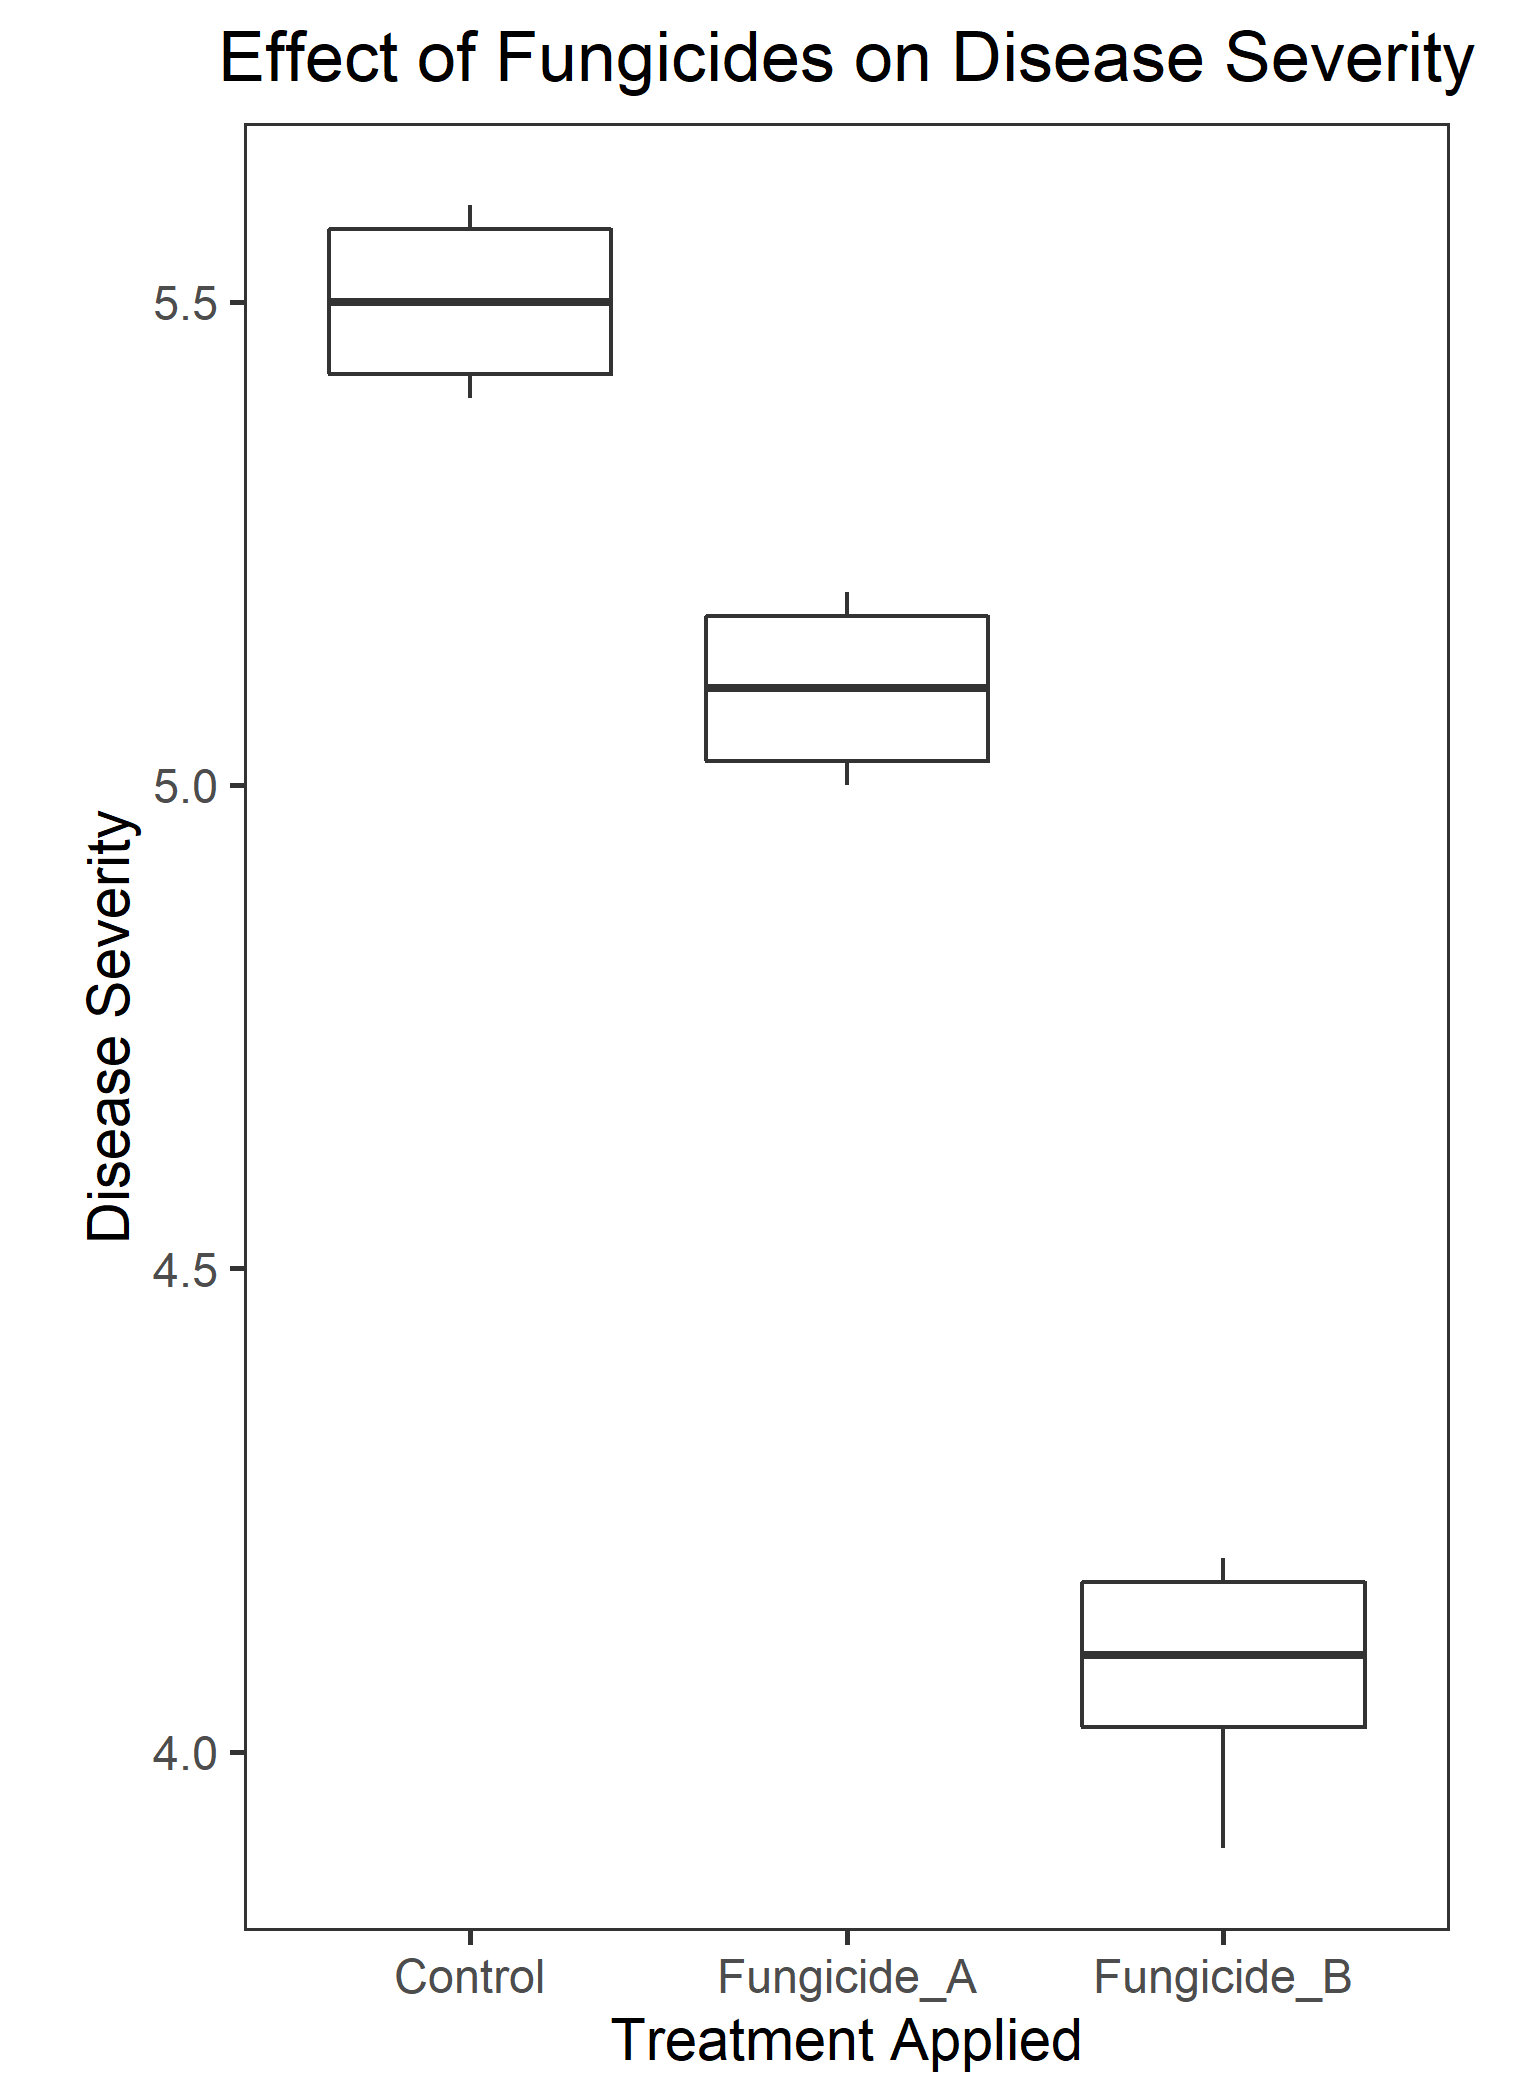 Effect of Fungicides on Disease Severity
Disease Severity
5.5
5.0
4.5
4.0
Control Fungicide_A Fungicide_B
Treatment Applied